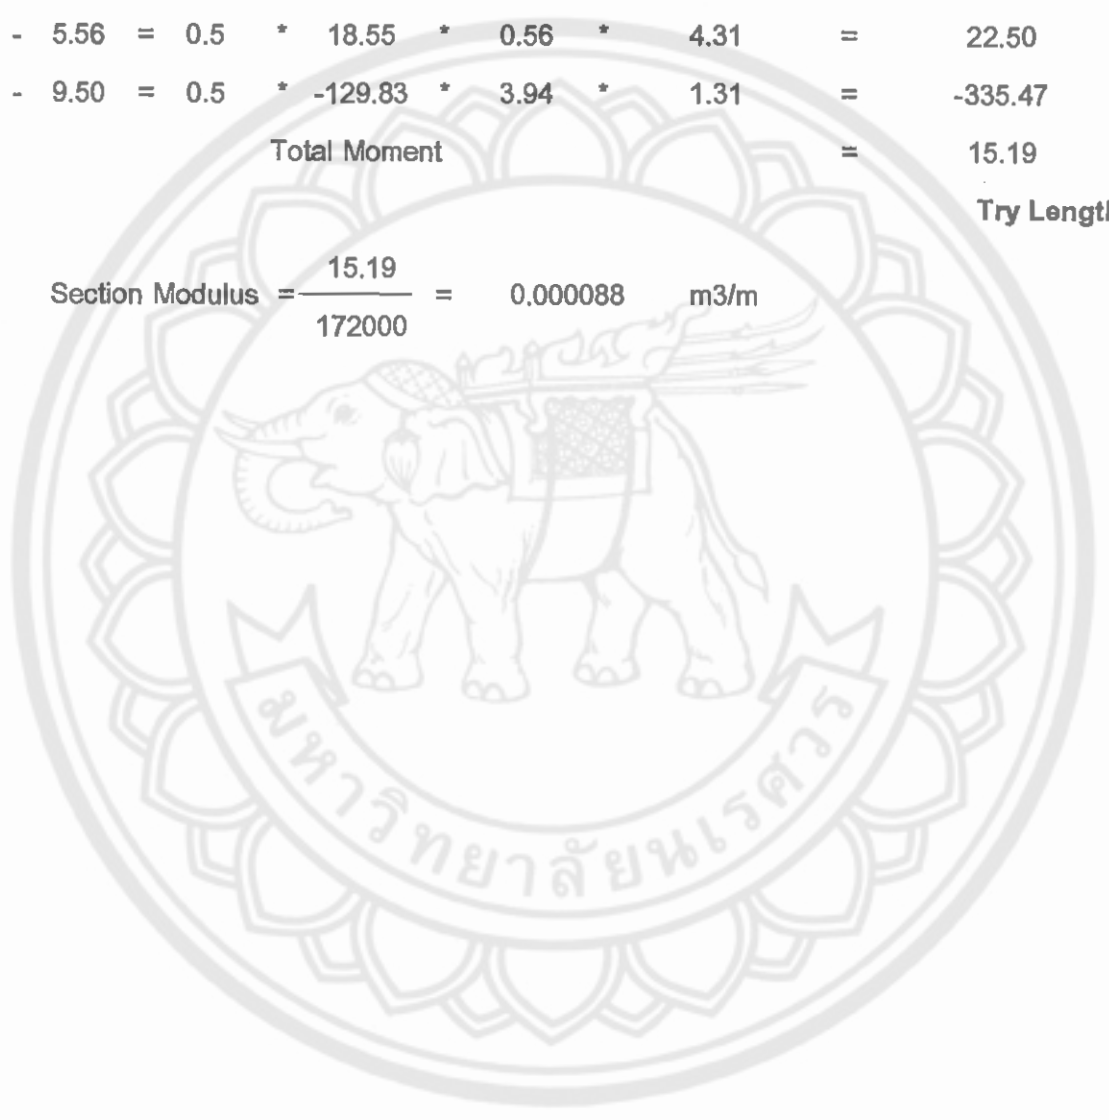 - 5.56 = 0.5 * 18.55 * 0.56 * 4.31 = 22.50
- 9.50 = 0.5 * -129.83 * 3.94 * 1.31 = -335.47
Total Moment = 15.19
Try Lengtl
15.19
Section Modulus = = 0.000088 m3/m
172000
มหาวิทยาลัยนเรศวร